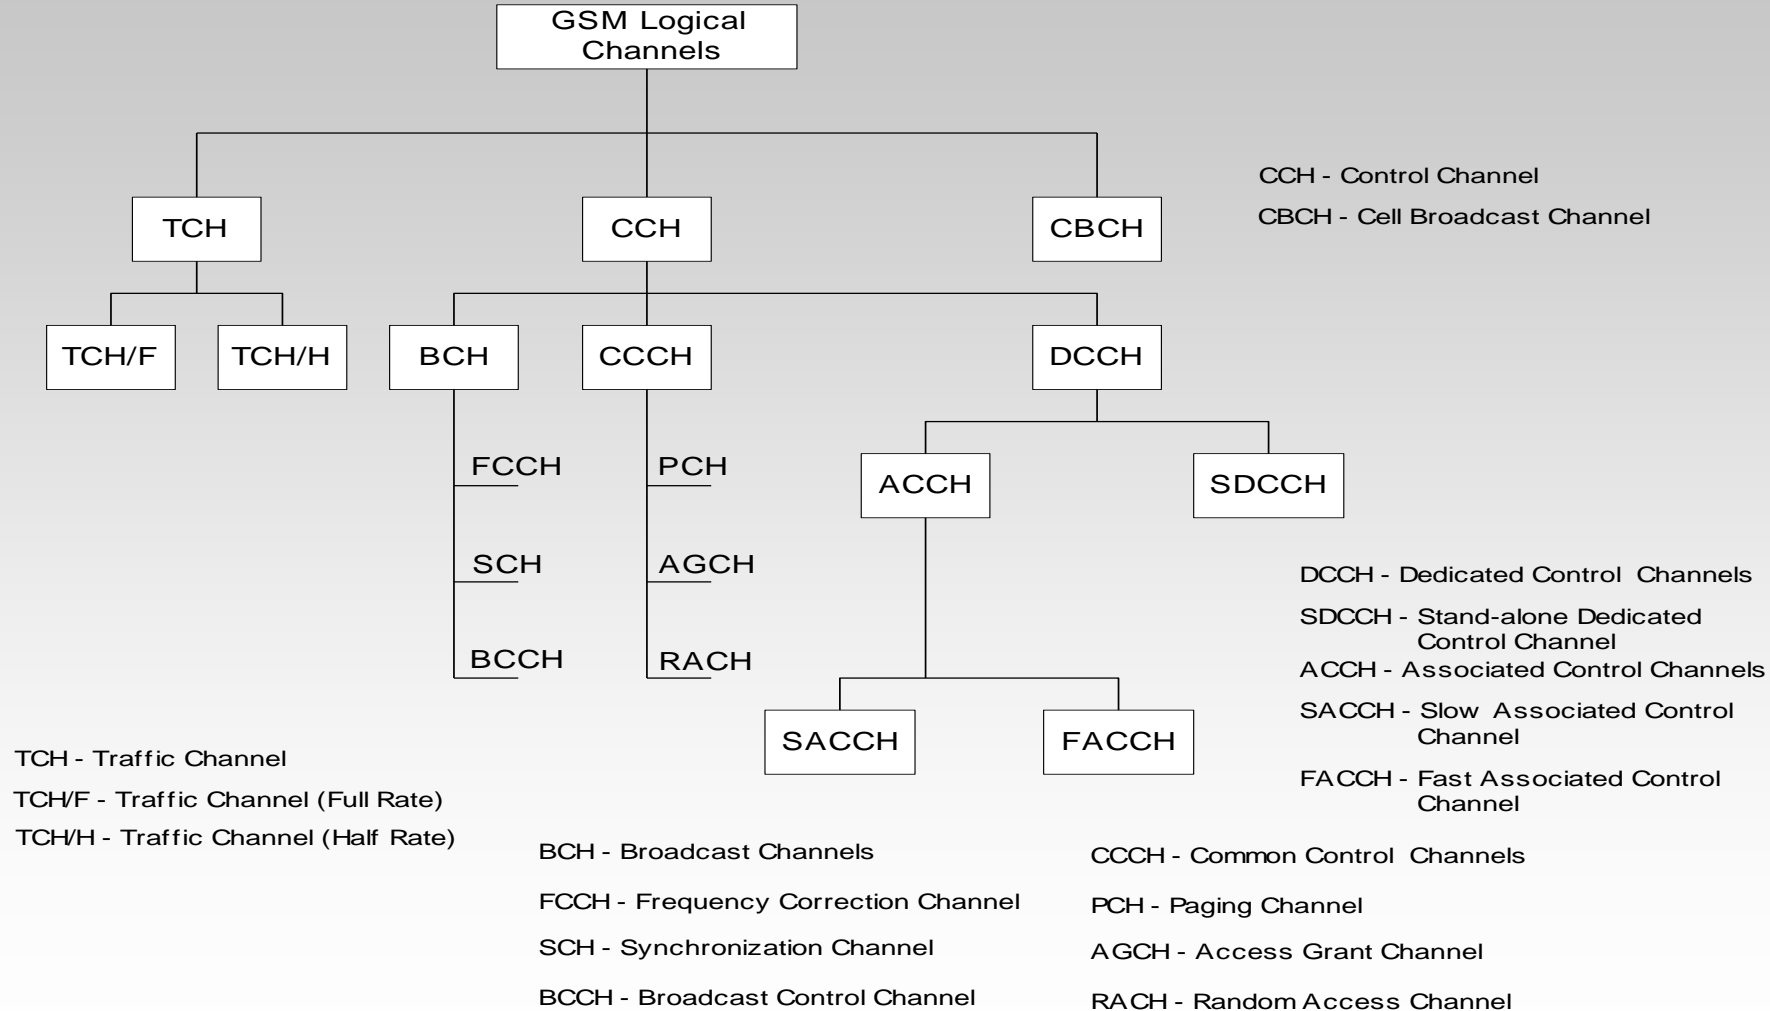 GSM Logical
Channels
CCH - Control Channel
CBCH - Cell Broadcast Channel
TCH
CCH
CBCH
TCH/F
TCH/H
BCH
CCCH
DCCH
FCCH
PCH
ACCH
SDCCH
SCH
AGCH
BCCH
RACH
SACCH
FACCH
DCCH - Dedicated Control Channels
SDCCH - Stand-alone Dedicated
Control Channel
ACCH - Associated Control Channels
SACCH - Slow Associated Control
Channel
FACCH - Fast Associated Control
Channel
TCH - Traffic Channel
TCH/F - Traffic Channel (Full Rate)
TCH/H - Traffic Channel (Half Rate)
BCH - Broadcast Channels
FCCH - Frequency Correction Channel
SCH - Synchronization Channel
BCCH - Broadcast Control Channel
CCCH - Common Control Channels
PCH - Paging Channel
AGCH - Access Grant Channel
RACH - Random Access Channel